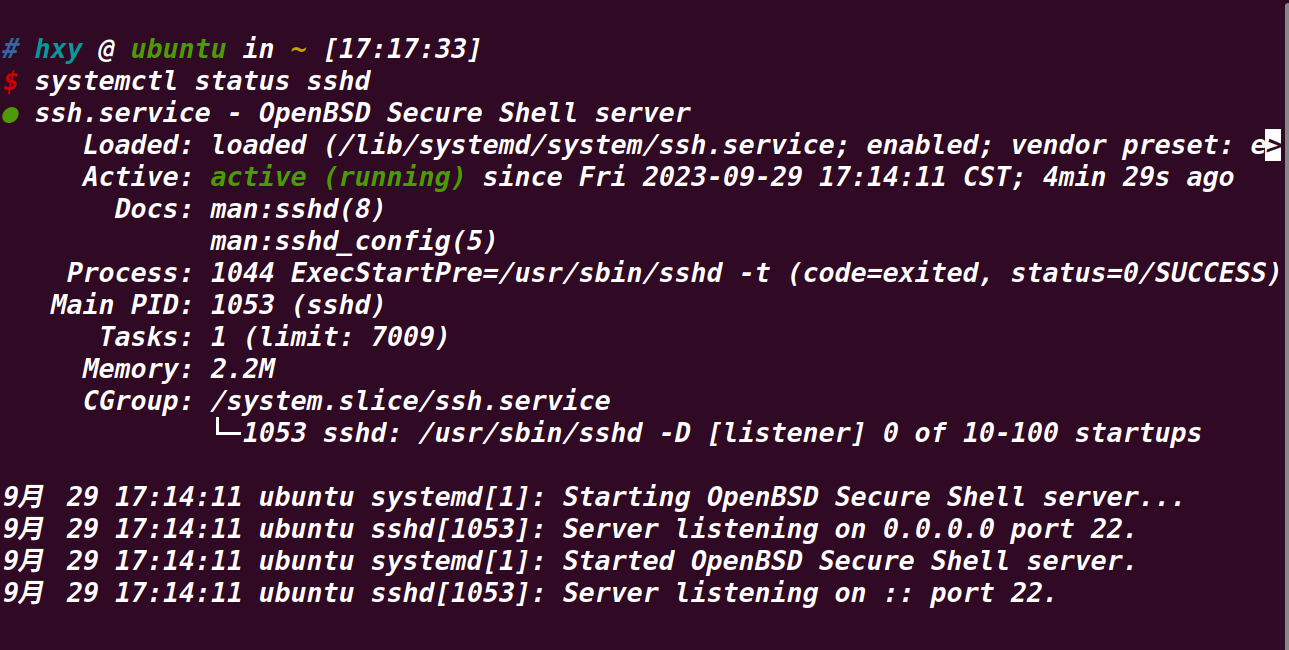 # hxy @ ubuntu in ~ [17:17:33]
$ systemctl status sshd
● ssh.service - OpenBSD Secure Shell server
     Loaded: loaded (/lib/systemd/system/ssh.service; enabled; vendor preset: e>
     Active: active (running) since Fri 2023-09-29 17:14:11 CST; 4min 29s ago
       Docs: man:sshd(8)
             man:sshd_config(5)
    Process: 1044 ExecStartPre=/usr/sbin/sshd -t (code=exited, status=0/SUCCESS)
   Main PID: 1053 (sshd)
      Tasks: 1 (limit: 7009)
     Memory: 2.2M
     CGroup: /system.slice/ssh.service
             └─1053 sshd: /usr/sbin/sshd -D [listener] 0 of 10-100 startups

9月 29 17:14:11 ubuntu systemd[1]: Starting OpenBSD Secure Shell server...
9月 29 17:14:11 ubuntu sshd[1053]: Server listening on 0.0.0.0 port 22.
9月 29 17:14:11 ubuntu systemd[1]: Started OpenBSD Secure Shell server.
9月 29 17:14:11 ubuntu sshd[1053]: Server listening on :: port 22.